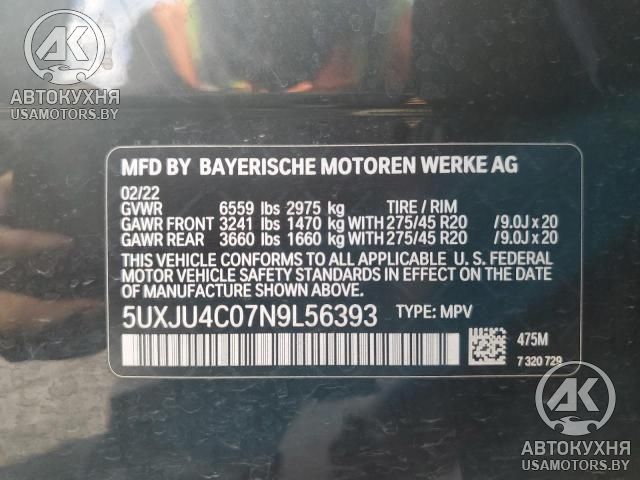 АК
АВТОКУХНЯ
USAMOTORS.BY
MFD BY BAYERISCHE MOTOREN WERKE AG
02/22
GVWR 6559 lbs 2975 kg TIRE / RIM
GAWR FRONT 3241 lbs 1470 kg WITH 275/45 R20 /9.0J x 20
GAWR REAR 3660 lbs 1660 kg WITH 275/45 R20 /9.0J x 20
THIS VEHICLE CONFORMS TO ALL APPLICABLE U. S. FEDERAL
MOTOR VEHICLE SAFETY STANDARDS IN EFFECT ON THE DATE
OF MANUFACTURE SHOWN ABOVE.
5UXJU4C07N9L56393 TYPE: MPV
475M
7 320 729
АК
АВТОКУХНЯ
USAMOTORS.BY